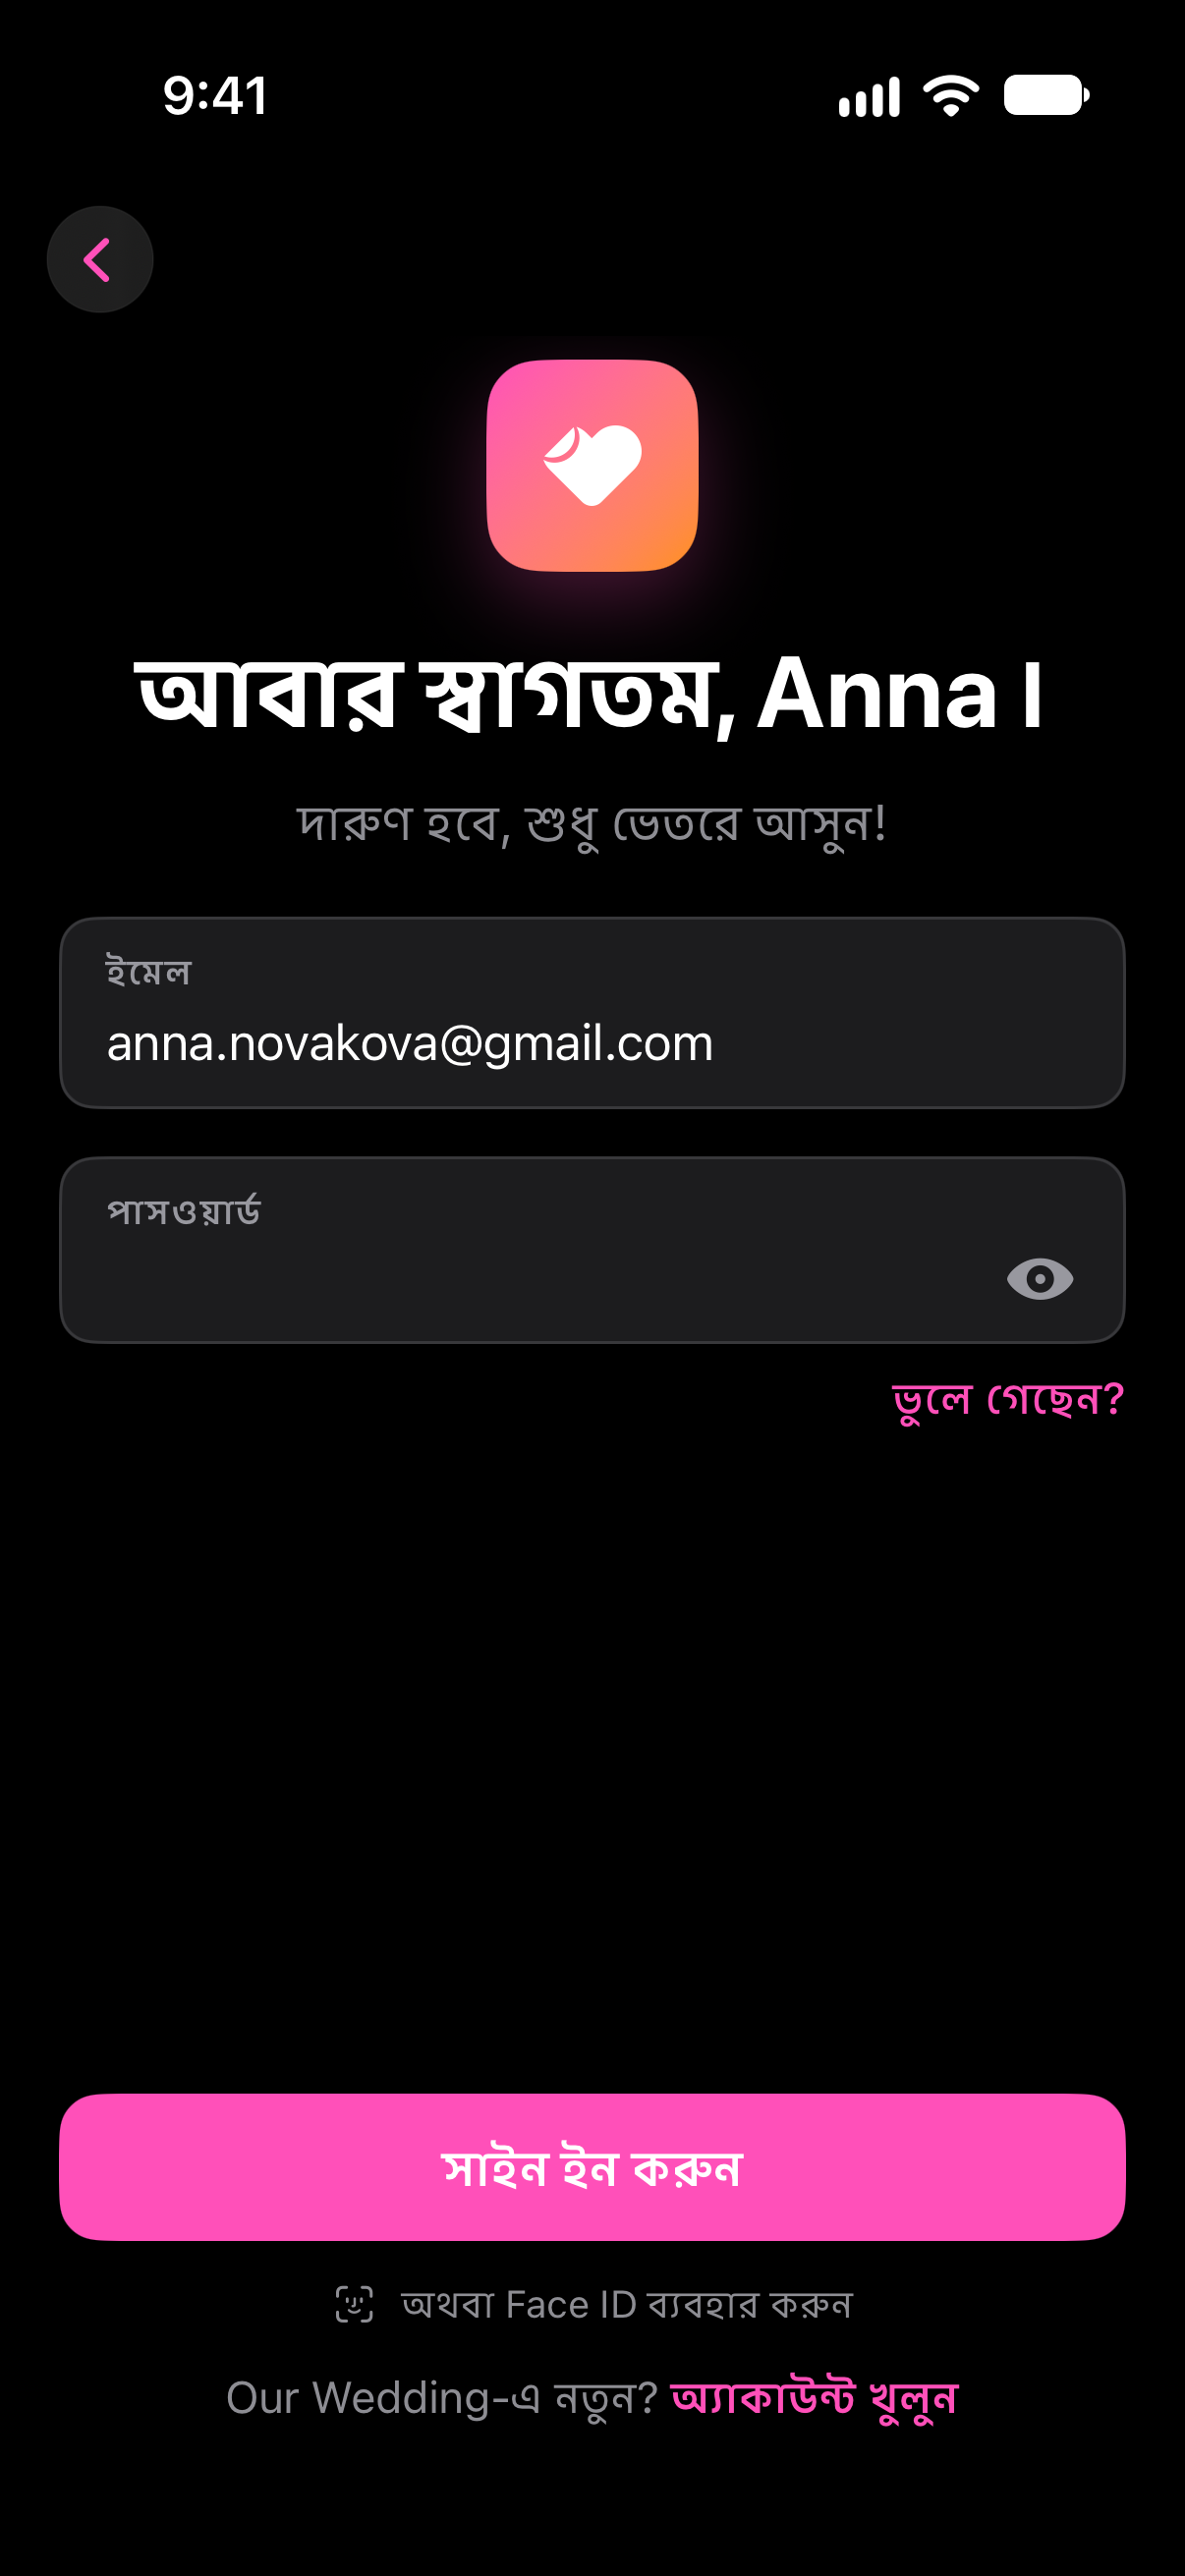 9:41
আবার স্বাগতম, Anna।
দারুণ হবে, শুধু ভেতরে আসুন!
ইমেল
anna.novakova@gmail.com
পাসওয়ার্ড
ভুলে গেছেন?
সাইন ইন করুন
অথবা Face ID ব্যবহার করুন
Our Wedding-এ নতুন? অ্যাকাউন্ট খুলুন